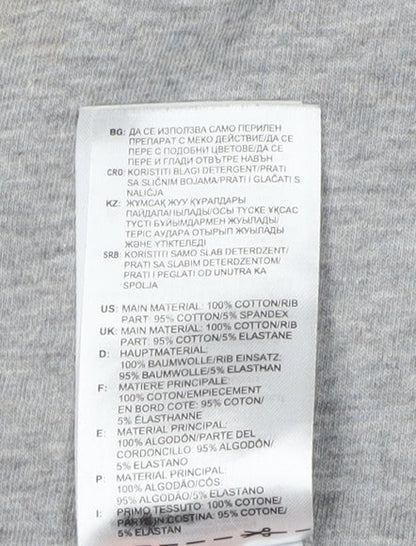 BG: ДА СЕ ИЗПОЛЗВА САМО ПЕРИЛЕН
ПРЕПАРАТ С МЕКО ДЕЙСТВИЕ/ДА СЕ
ПЕРЕ С ПОДОБНИ ЦВЕТОВЕ/ДА СЕ
ПЕРЕ И ГЛАДИ ОТВЪТРЕ НАВЪН
CRO: KORISTITI BLAGI DETERGENT/PRATI
SA SLIČNIM BOJAMA/PRATI I GLAČATI S
NALIČJA
KZ: ЖҰМСАҚ ЖУУ ҚҰРАЛДАРЫ
ПАЙДАЛАНЫЛАДЫ/ОСЫ ТҮСКЕ ҰҚСАС
ТҮСТІ БҰЙЫМДАРМЕН ЖУЫЛАДЫ/
ТЕРІС АУДАРА ОТЫРЫП ЖУЫЛАДЫ
ЖӘНЕ ҮТІКТЕЛЕДІ
SRB: KORISTITI SAMO SLAB DETERDZENT/
PRATI SA SLABIM DETERDZENTOM/
PRATI I PEGLATI OD UNUTRA KA
SPOLJA
US: MAIN MATERIAL: 100% COTTON/RIB
PART: 95% COTTON/5% SPANDEX
UK: MAIN MATERIAL: 100% COTTON/RIB
PART: 95% COTTON/5% ELASTANE
D: HAUPTMATERIAL:
100% BAUMWOLLE/RIB EINSATZ:
95% BAUMWOLLE/5% ELASTHAN
F: MATIERE PRINCIPALE:
100% COTON/EMPIECEMENT
EN BORD COTE: 95% COTON/
5% ÉLASTHANNE
E: MATERIAL PRINCIPAL:
100% ALGODÓN/PARTE DEL
CORDONCILLO: 95% ALGODÓN/
5% ELASTANO
P: MATERIAL PRINCIPAL:
100% ALGODÃO/CÓS:
95% ALGODÃO/5% ELASTANO
I: PRIMO TESSUTO: 100% COTONE/
PARTE IN COSTINA: 95% COTONE/
5% ELASTAN